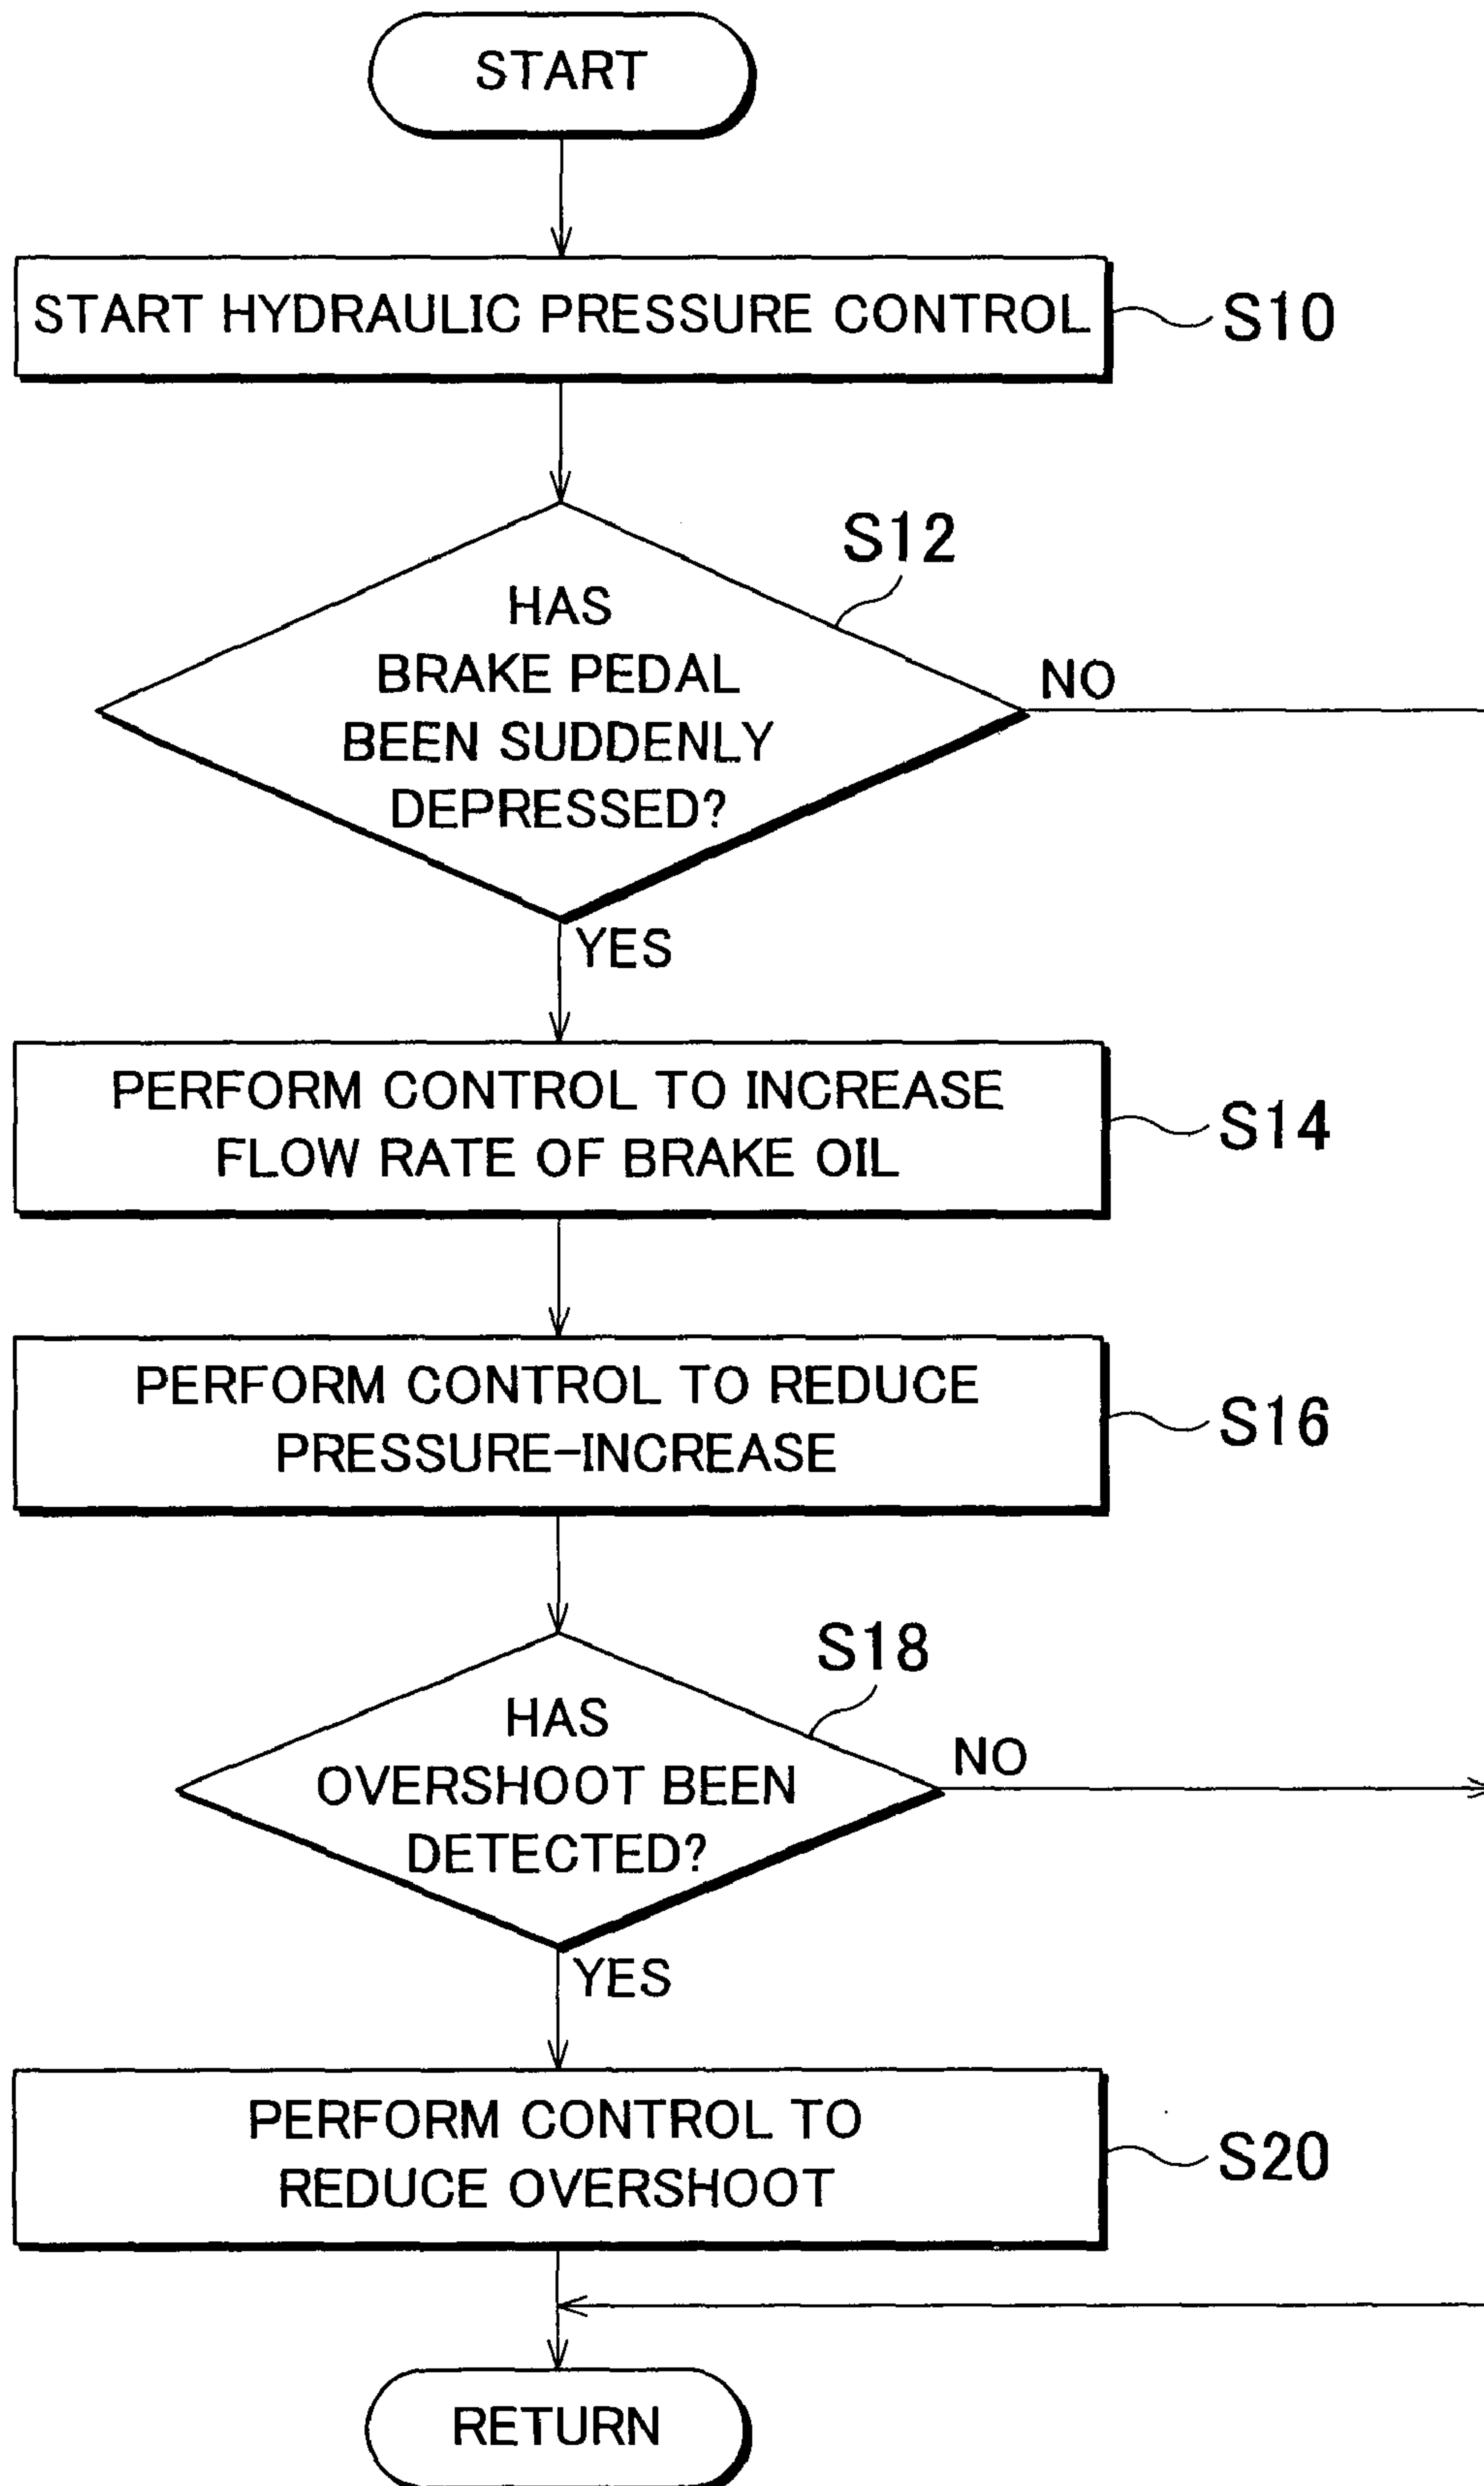 START
START HYDRAULIC PRESSURE CONTROL
S10
S12
HAS
BRAKE PEDAL
BEEN SUDDENLY
DEPRESSED?
NO
YES
PERFORM CONTROL TO INCREASE
FLOW RATE OF BRAKE OIL
S14
PERFORM CONTROL TO REDUCE
PRESSURE-INCREASE
S16
S18
HAS
OVERSHOOT BEEN
DETECTED?
NO
YES
PERFORM CONTROL TO
REDUCE OVERSHOOT
S20
RETURN